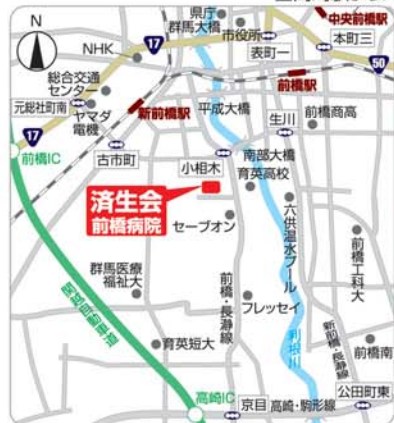 N
県庁
群馬大橋
市役所
中央前橋駅
本町三
表町一
17
NHK
50
総合交通
センター
前橋駅
元総社町南
ヤマダ
電機
新前橋駅
平成大橋
前橋商高
生川
17
前橋IC
古市町
小相木
南部大橋
育英高校
済生会
前橋病院
セーブオン
六供温水プール
前橋工科大
群馬医療
福祉大
前橋・長瀞線
フレッセイ
利根川
新前橋・長瀞線
関越自動車道
育英短大
前橋南
高崎IC
京目
高崎・駒形線
公田町東